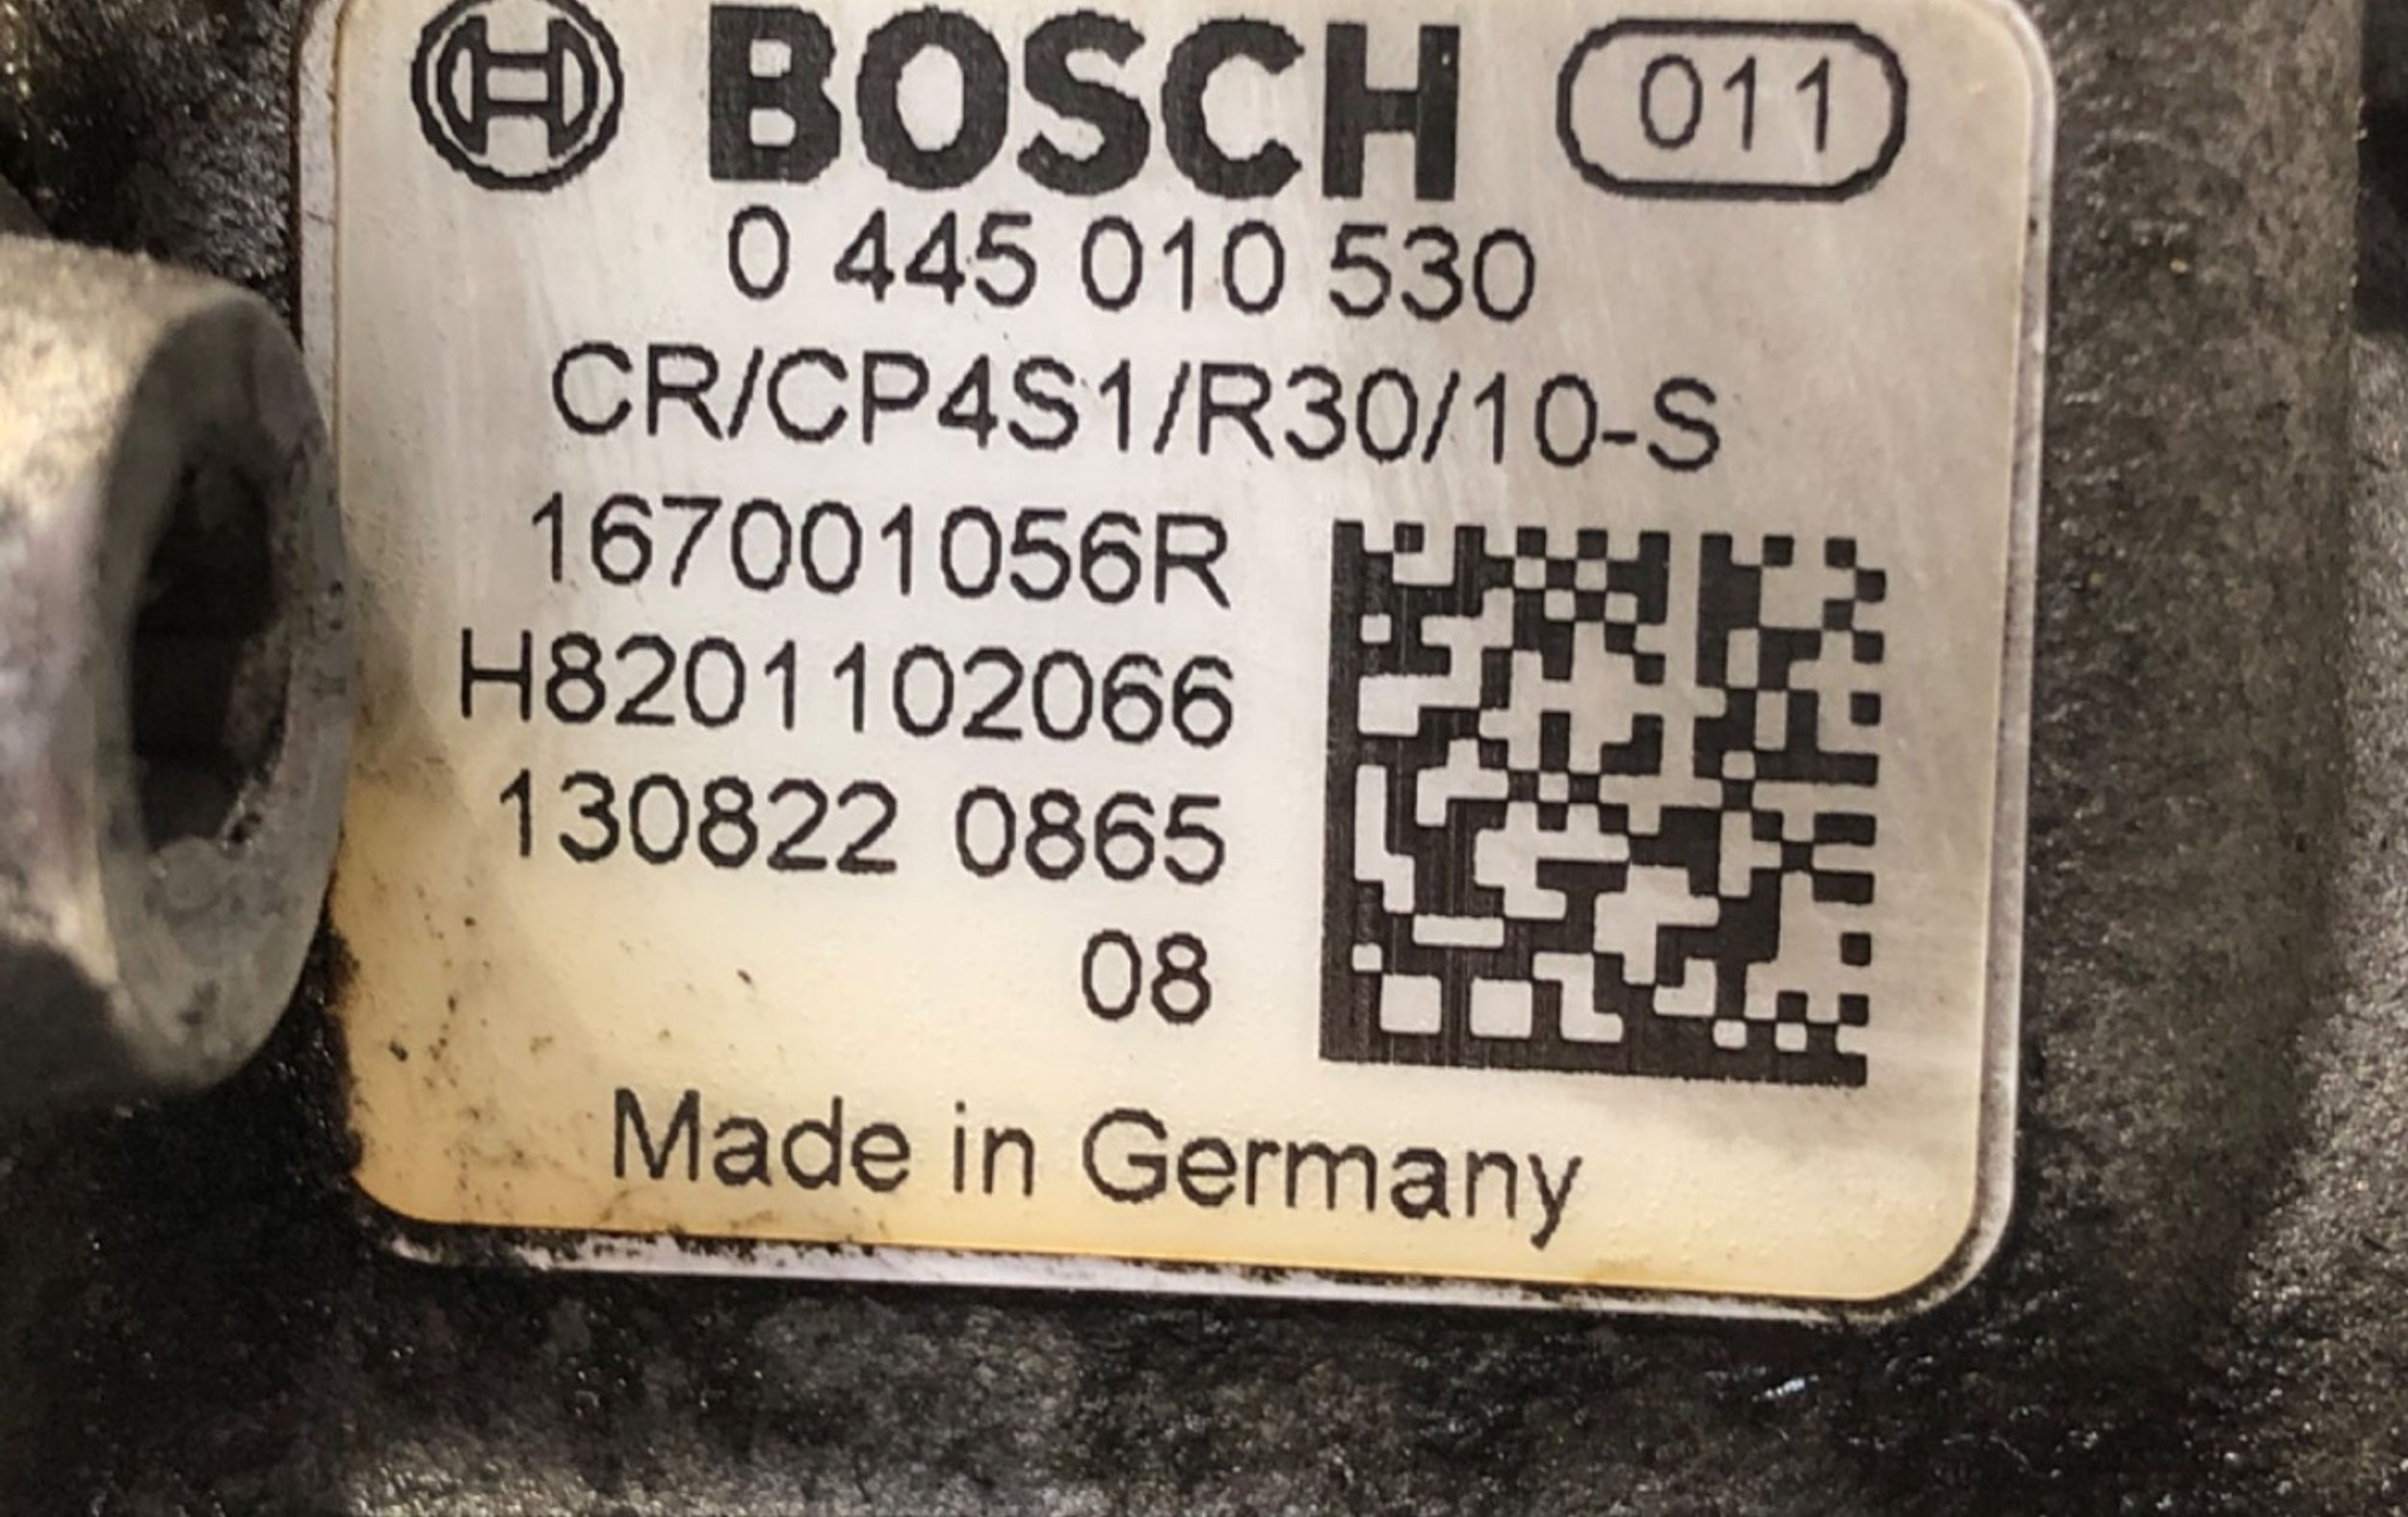 BOSCH 011
0 445 010 530
CR/CP4S1/R30/10-S
167001056R
H8201102066
130822 0865
08
Made in Germany